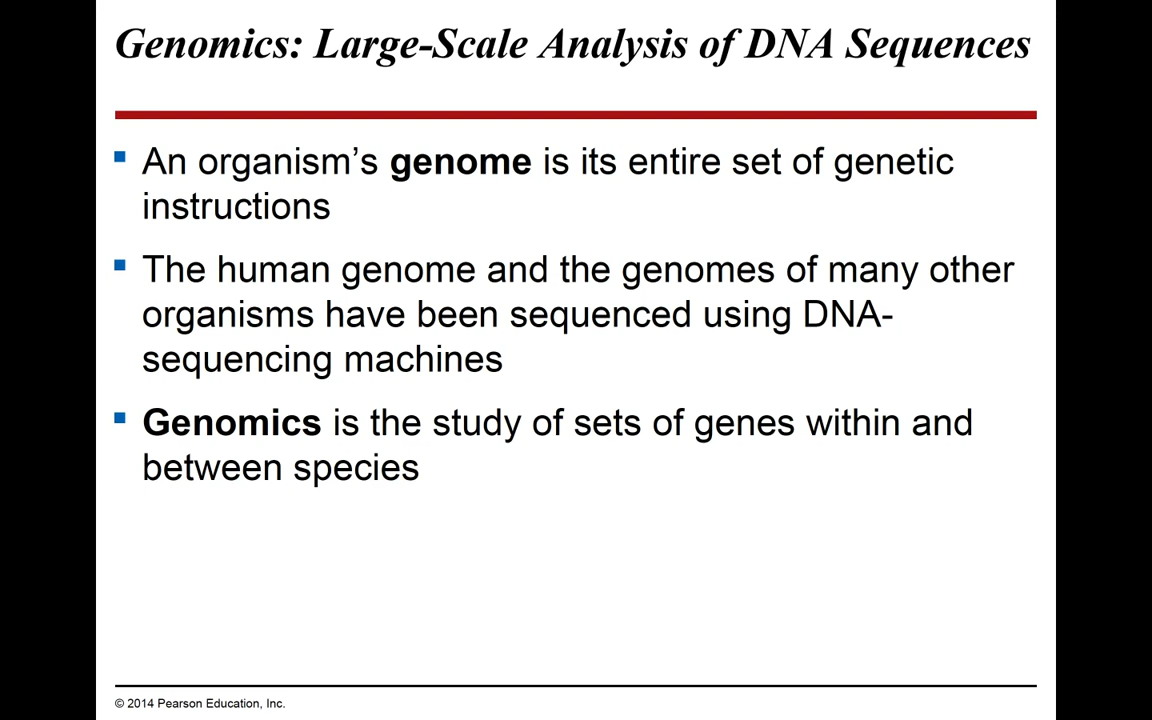 Genomics: Large-Scale Analysis of DNA Sequences
An organism’s genome is its entire set of genetic
instructions
The human genome and the genomes of many other
organisms have been sequenced using DNA-
sequencing machines
Genomics is the study of sets of genes within and
between species
© 2014 Pearson Education, Inc.